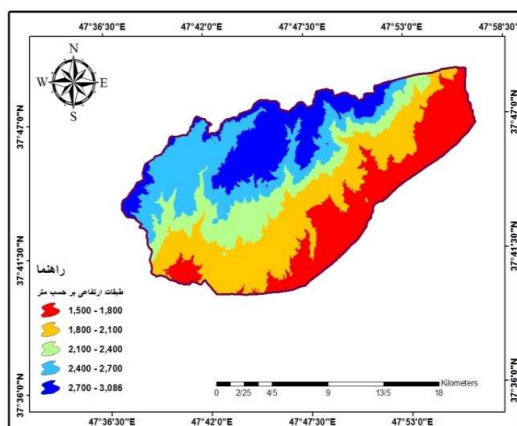 47°36'30"E 47°42'0"E 47°47'30"E 47°53'0"E 47°58'30"E
N
W E
S
37°47'0"N 37°47'0"N
37°41'30"N 37°41'30"N
37°36'0"N 37°36'0"N
راهنما
طبقات ارتفاعی بر حسب متر
1,500 - 1,800
1,800 - 2,100
2,100 - 2,400
2,400 - 2,700
2,700 - 3,086
Kilometers
0 2/25 4/5 9 13/5 18
47°36'30"E 47°42'0"E 47°47'30"E 47°53'0"E